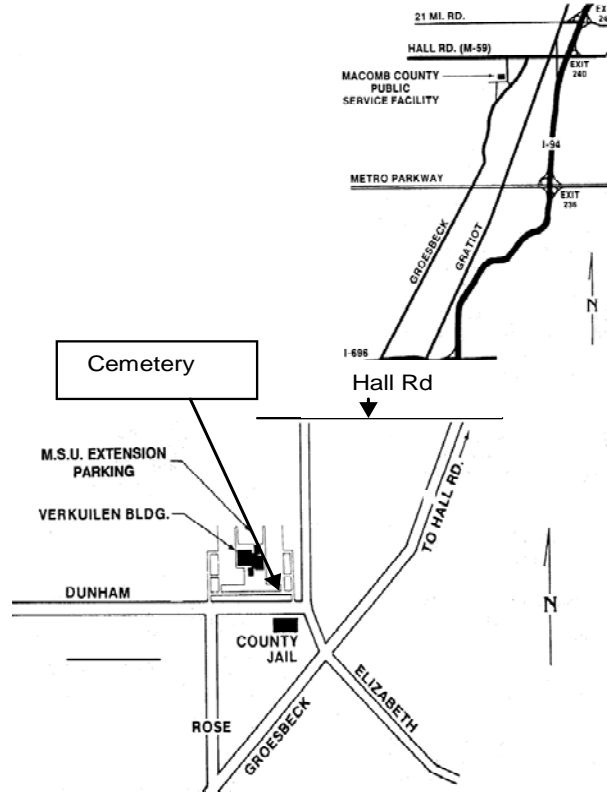 21 MI. RD.
HALL RD. (M-59)
EXIT
240
MACOMB COUNTY
PUBLIC
SERVICE FACILITY
I-94
METRO PARKWAY
EXIT
236
GROESBECK
GRATIOT
N
I-696
Cemetery
Hall Rd
M.S.U. EXTENSION
PARKING
VERKUILEN BLDG.
TO HALL RD.
DUNHAM
N
COUNTY
JAIL
ELIZABETH
ROSE
GROESBECK